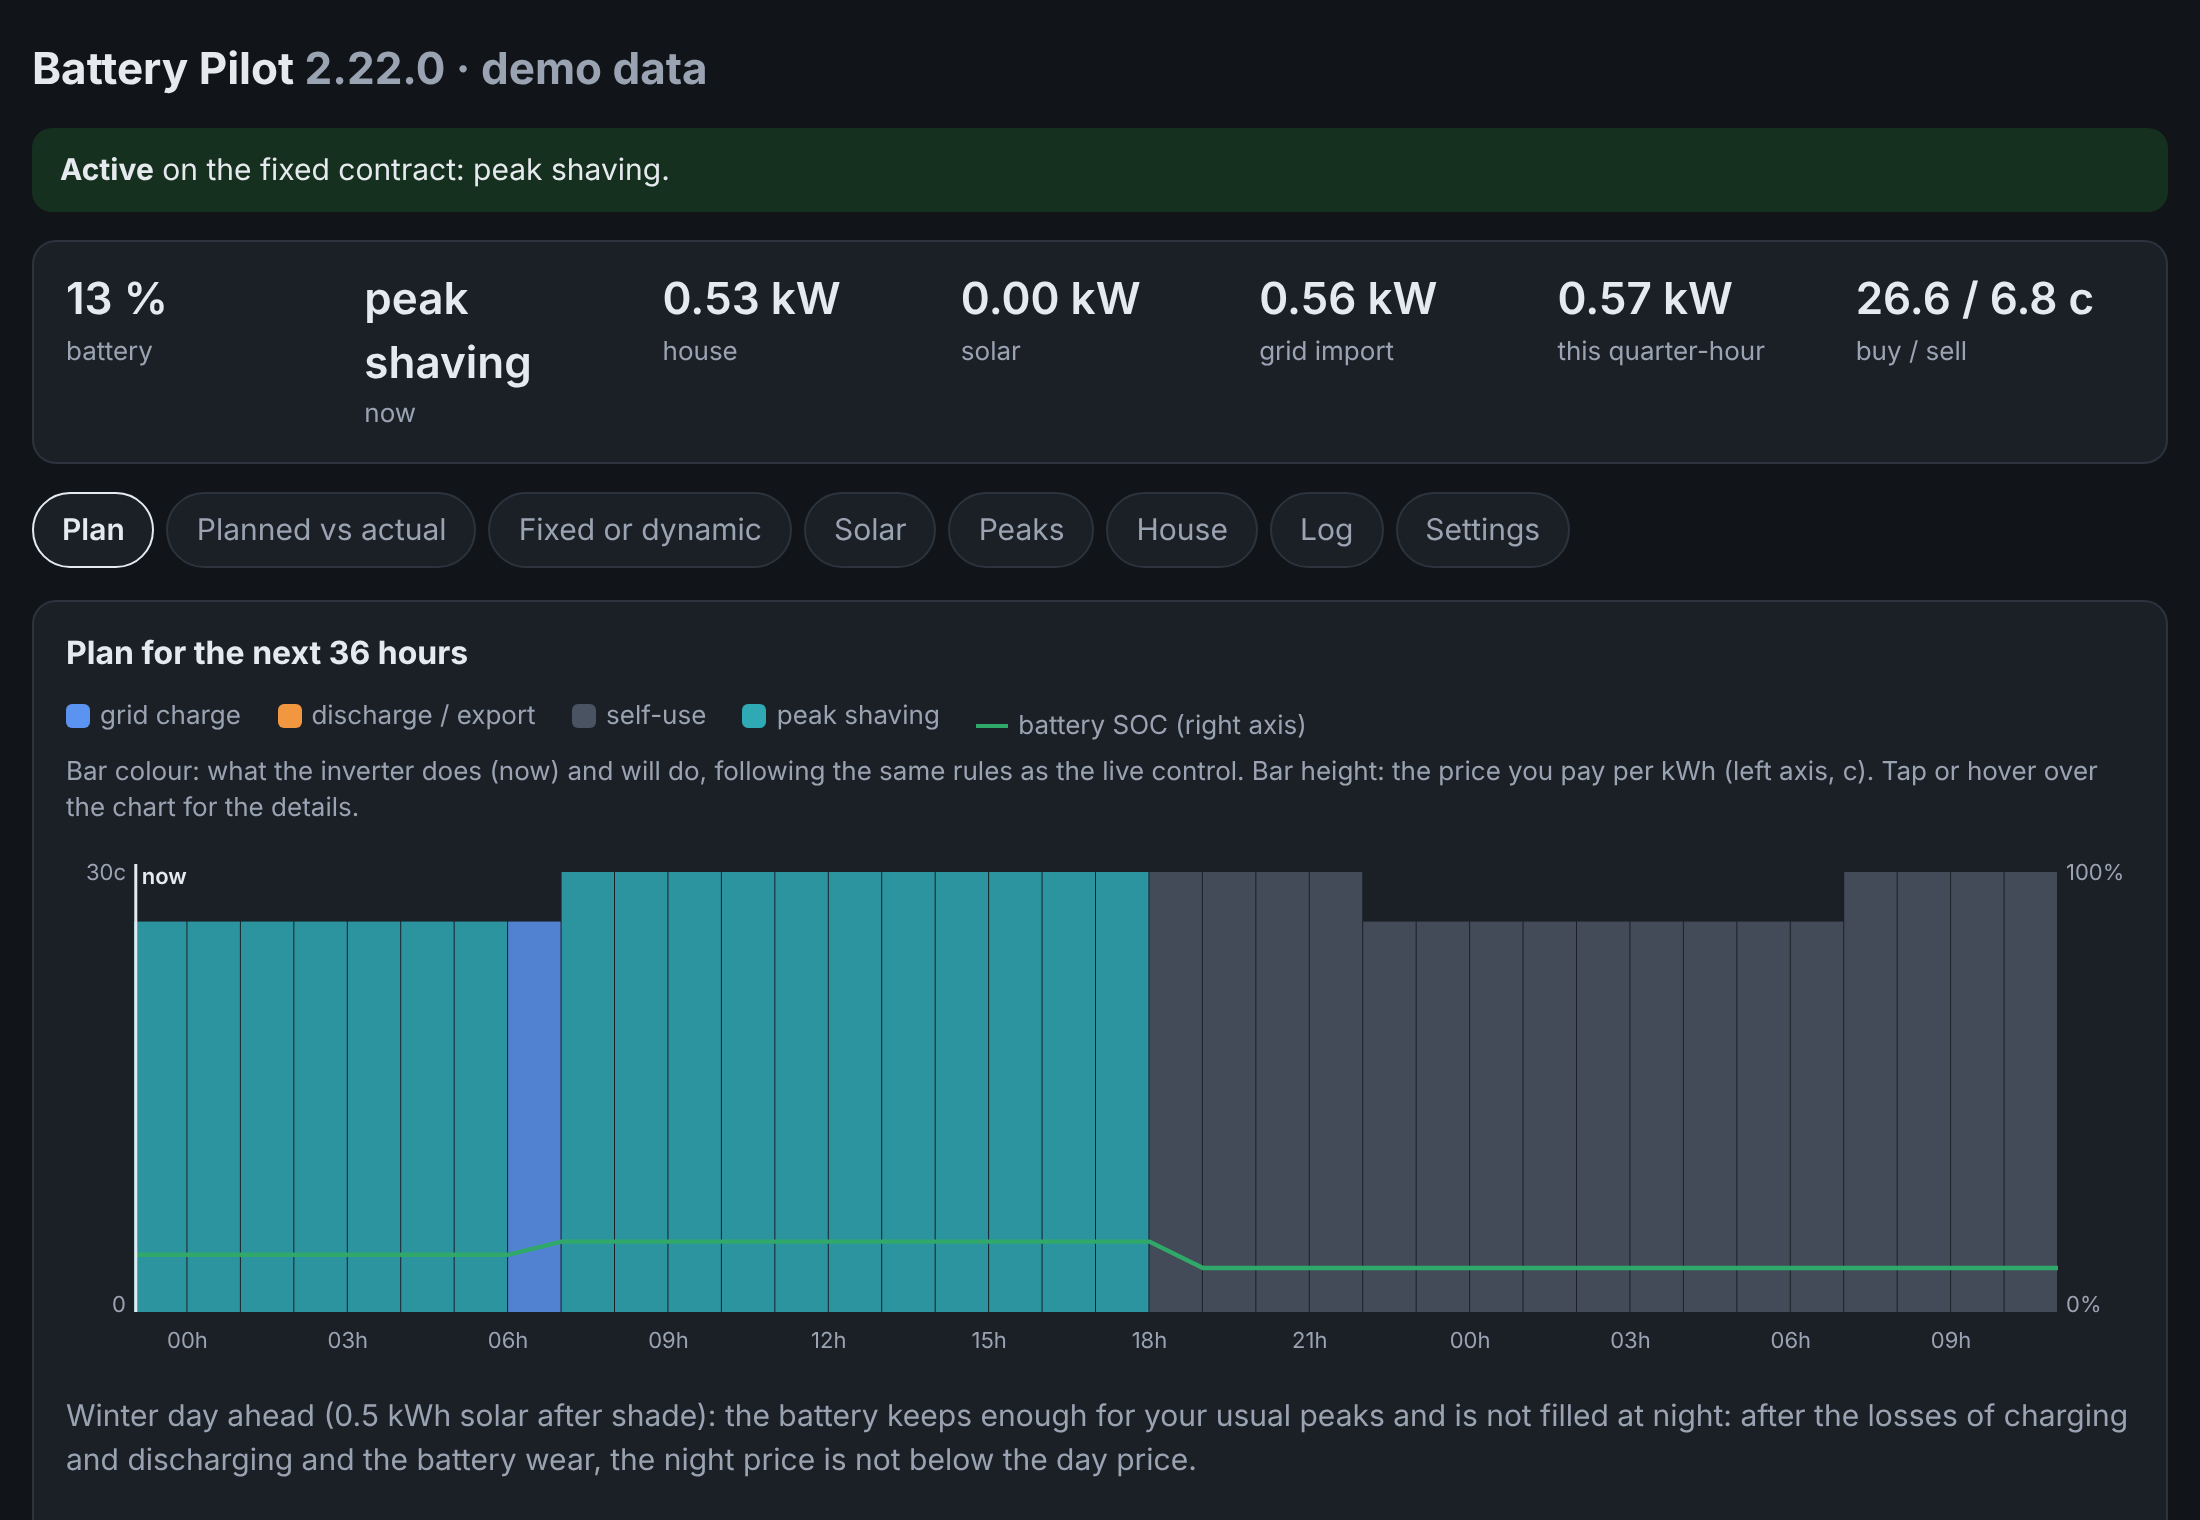 Battery Pilot 2.22.0 · demo data
Active on the fixed contract: peak shaving.
13 %
battery
peak
shaving
now
0.53 kW
house
0.00 kW
solar
0.56 kW
grid import
0.57 kW
this quarter-hour
26.6 / 6.8 c
buy / sell
Plan
Planned vs actual
Fixed or dynamic
Solar
Peaks
House
Log
Settings
Plan for the next 36 hours
grid charge
discharge / export
self-use
peak shaving
battery SOC (right axis)
Bar colour: what the inverter does (now) and will do, following the same rules as the live control. Bar height: the price you pay per kWh (left axis, c). Tap or hover over
the chart for the details.
30c
now
100%
0
0%
00h
03h
06h
09h
12h
15h
18h
21h
00h
03h
06h
09h
Winter day ahead (0.5 kWh solar after shade): the battery keeps enough for your usual peaks and is not filled at night: after the losses of charging
and discharging and the battery wear, the night price is not below the day price.